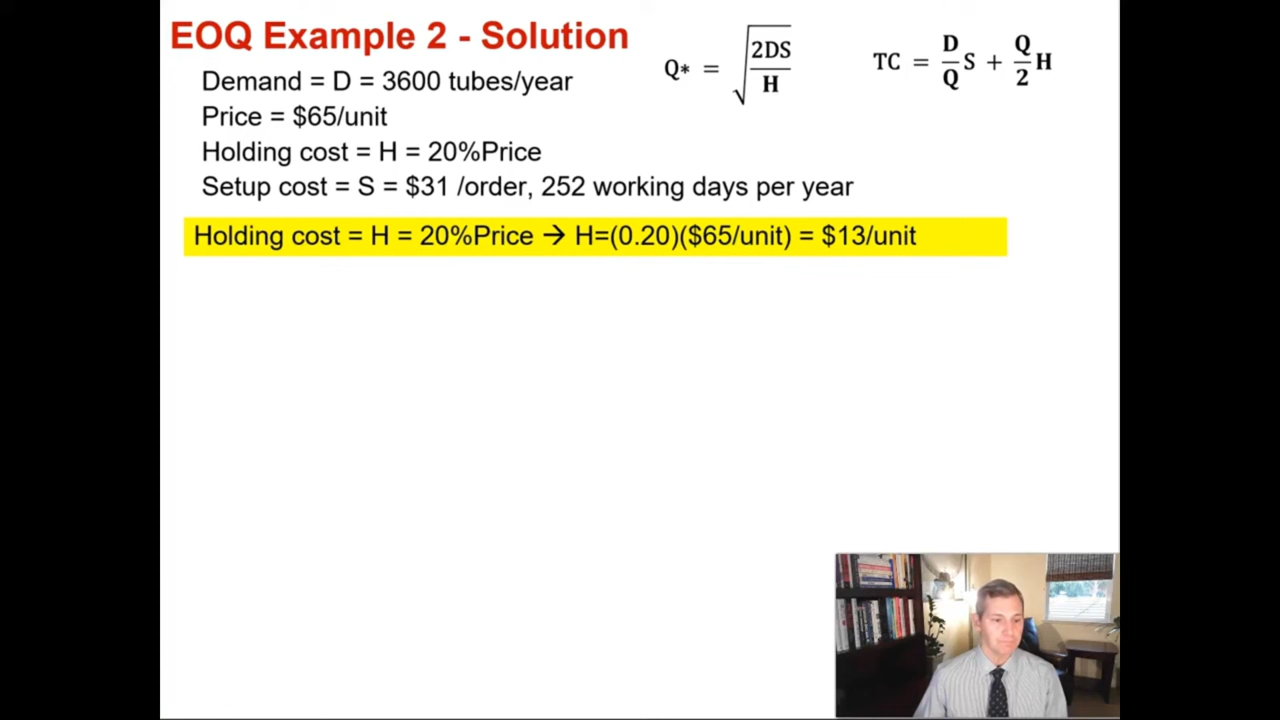 EOQ Example 2 - Solution
Q* = √(2DS/H)
TC = D/Q S + Q/2 H
Demand = D = 3600 tubes/year
Price = $65/unit
Holding cost = H = 20%Price
Setup cost = S = $31 /order, 252 working days per year
Holding cost = H = 20%Price → H=(0.20)($65/unit) = $13/unit